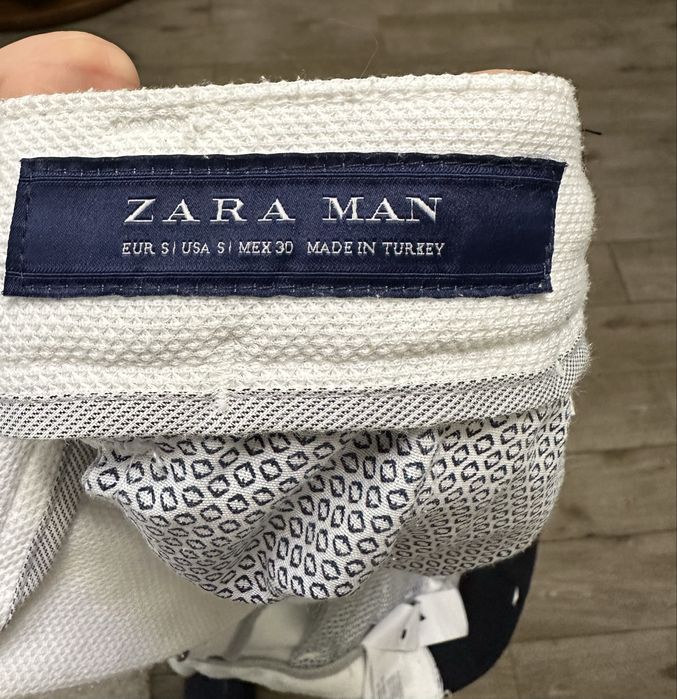 ZARA MAN
EUR S| USA S| MEX 30 MADE IN TURKEY